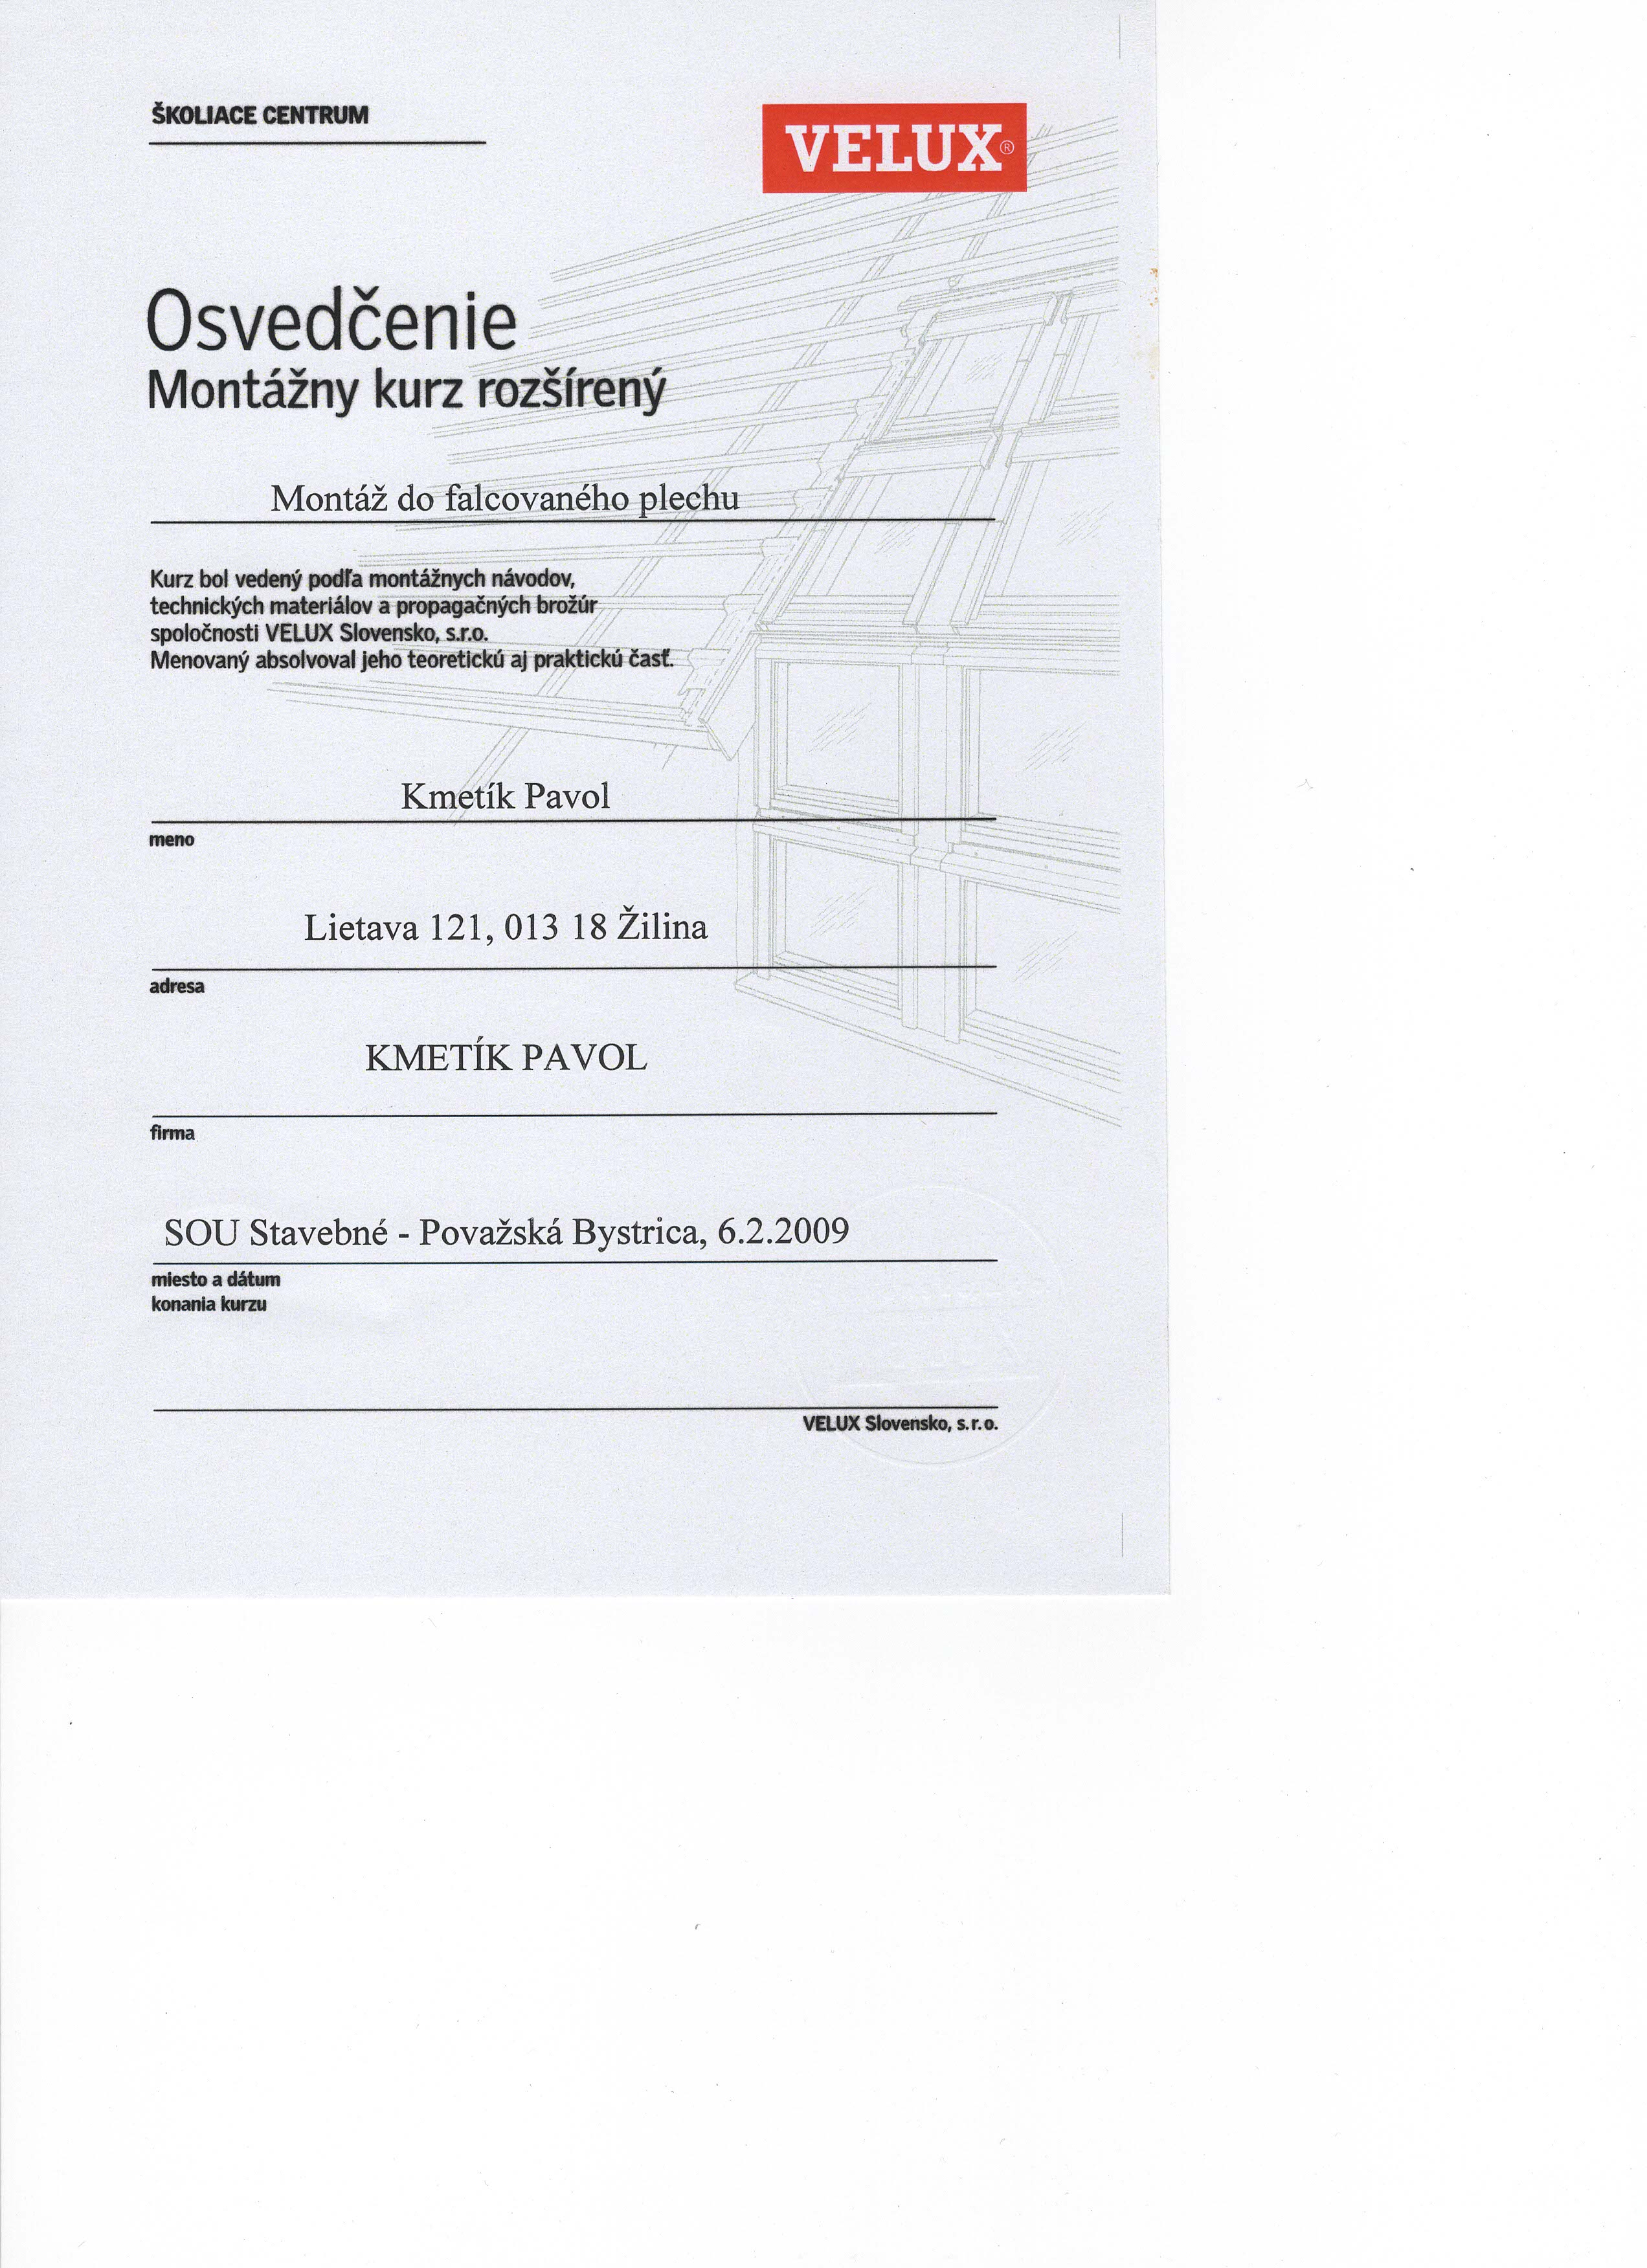 ŠKOLIACE CENTRUM
VELUX®
Osvedčenie
Montážny kurz rozšírený
Montáž do falcovaného plechu
Kurz bol vedený podľa montážnych návodov,
technických materiálov a propagačných brožúr
spoločnosti VELUX Slovensko, s.r.o.
Menovaný absolvoval jeho teoretickú aj praktickú časť.
Kmetík Pavol
meno
Lietava 121, 013 18 Žilina
adresa
KMETÍK PAVOL
firma
SOU Stavebné - Považská Bystrica, 6.2.2009
miesto a dátum
konania kurzu
VELUX Slovensko, s.r.o.